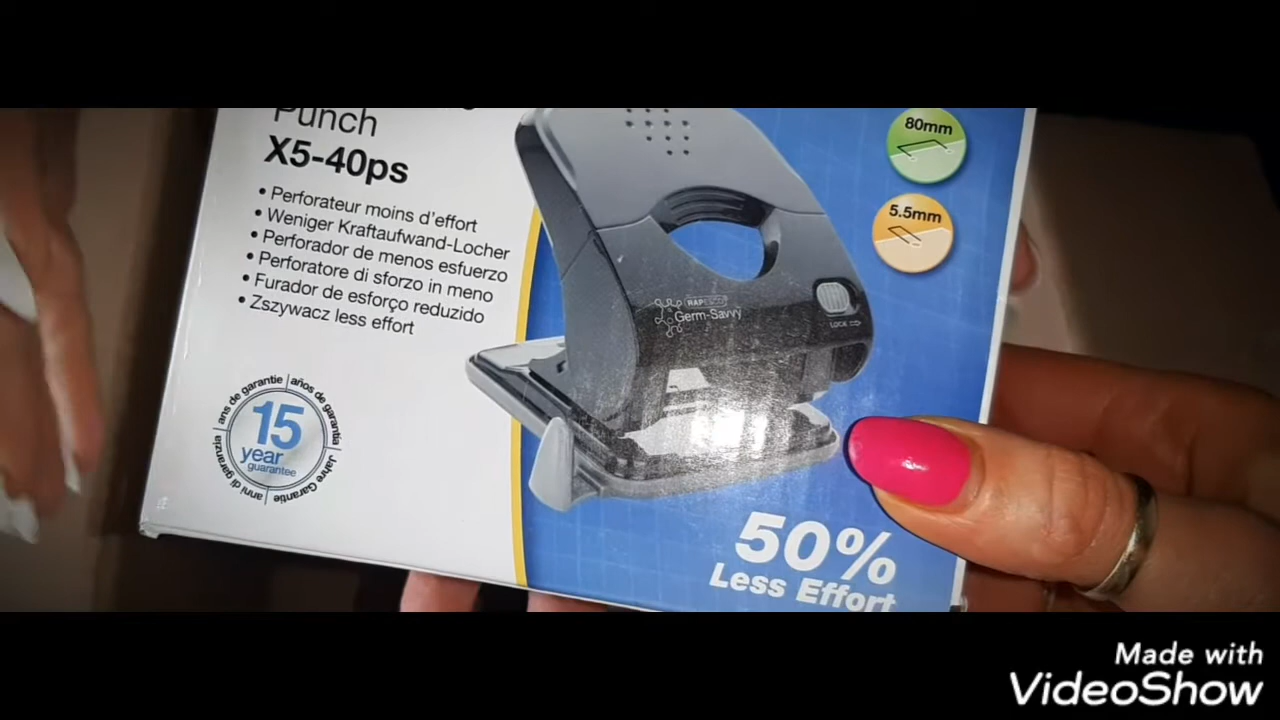 Punch
X5-40ps
• Perforateur moins d'effort
• Weniger Kraftaufwand-Locher
• Perforador de menos esfuerzo
• Perforatore di sforzo in meno
• Furador de esforço reduzido
• Zszywacz less effort
ans de garantie | años de garantía
Jahre Garantie
anni di garanzia
15
year
guarantee
80mm
5.5mm
RAPESCO
Germ-Savvy
LOCK
50%
Less Effort
Made with
VideoShow